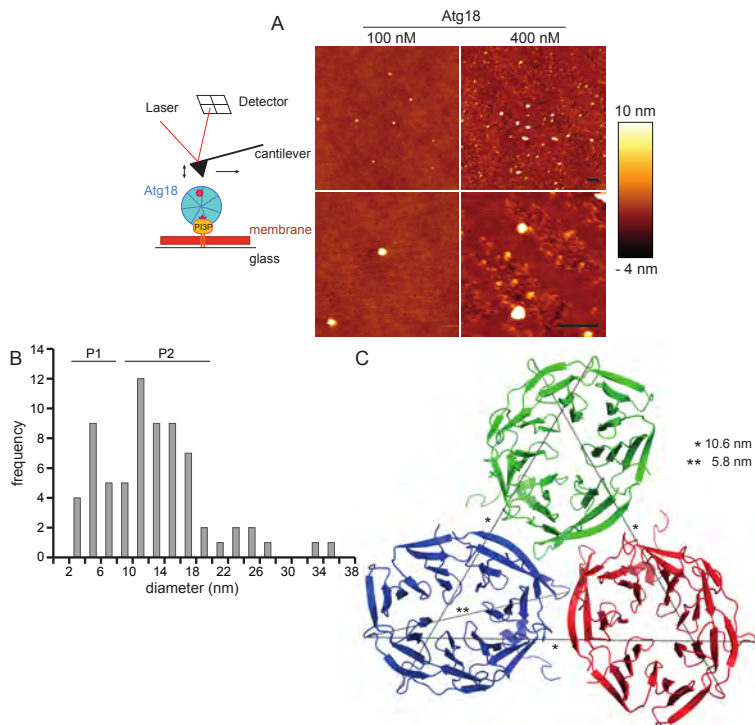 A
Atg18
100 nM
400 nM
Laser
Detector
cantilever
Atg18
PI3P
membrane
glass
10 nm
- 4 nm
B
P1
P2
14
12
10
8
6
4
2
0
frequency
2 6 10 14 18 22 26 30 34 38
diameter (nm)
C
* 10.6 nm
** 5.8 nm
*
*
**
*